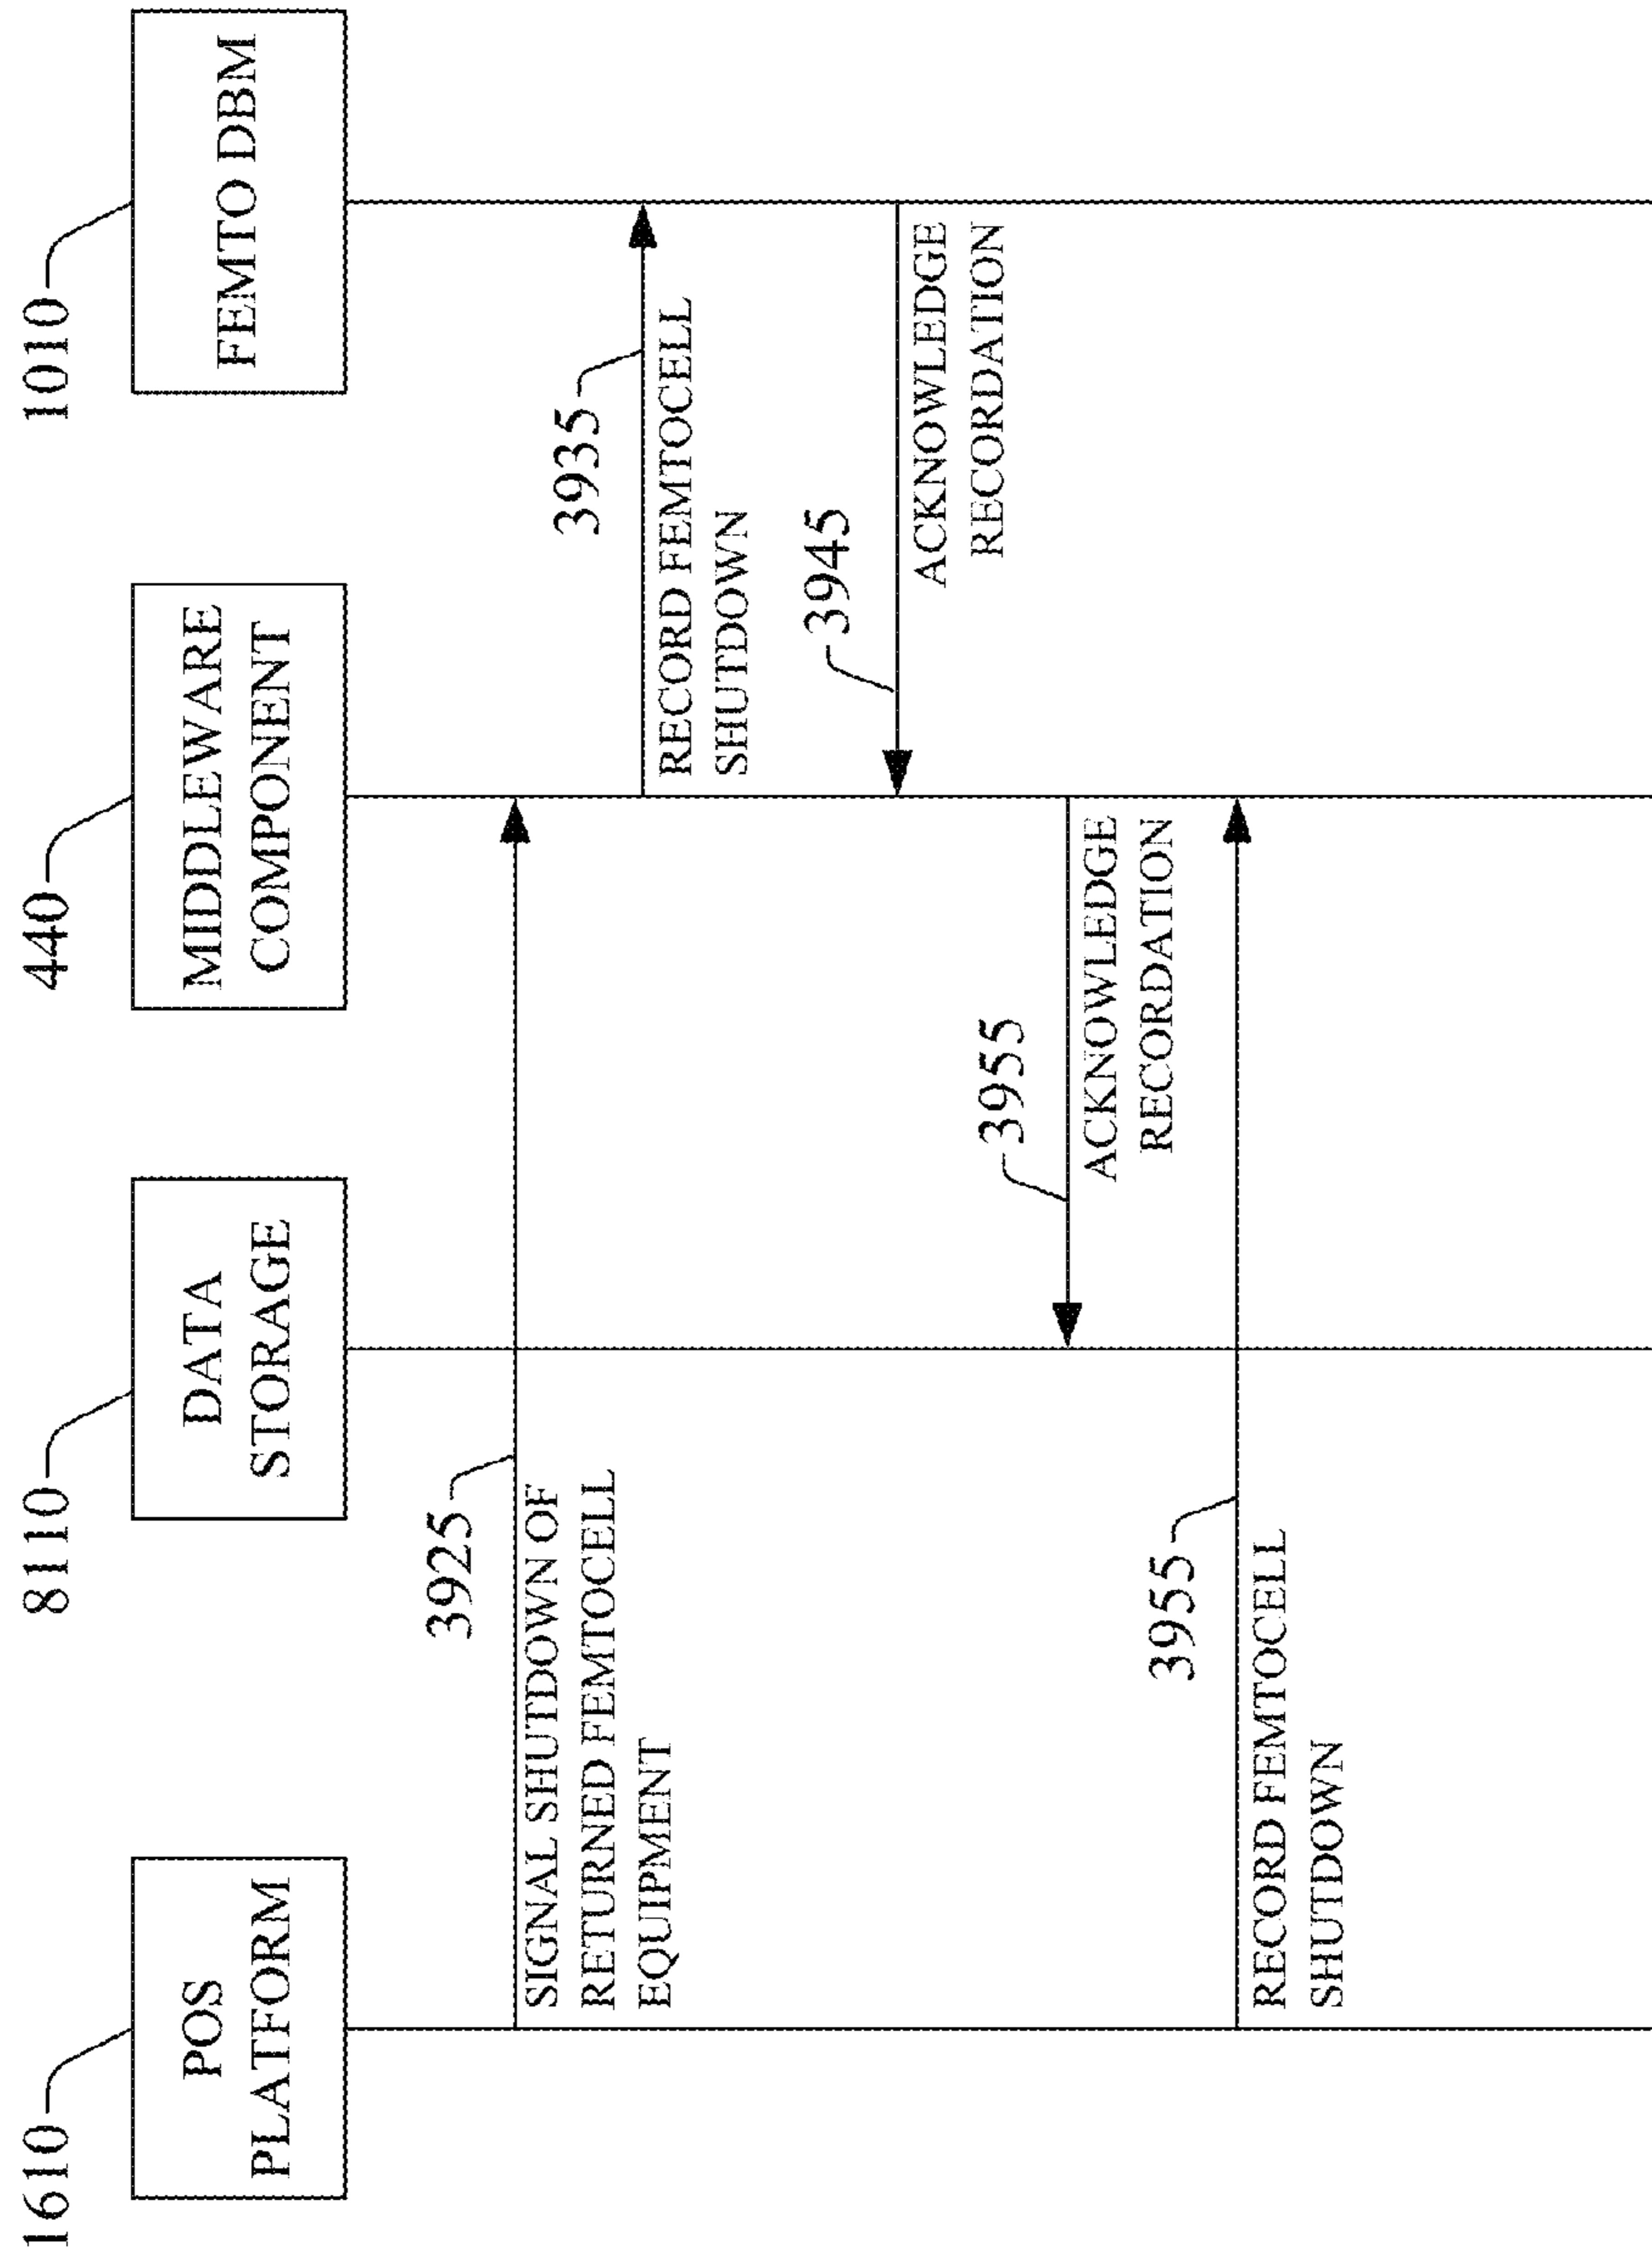 1610
8110
440
1010
POS
PLATFORM
DATA
STORAGE
MIDDLEWARE
COMPONENT
FEMTO DBM
3925
SIGNAL SHUTDOWN OF
RETURNED FEMTOCELL
EQUIPMENT
3935
RECORD FEMTOCELL
SHUTDOWN
3945
ACKNOWLEDGE
RECORDATION
3955
ACKNOWLEDGE
RECORDATION
3955
RECORD FEMTOCELL
SHUTDOWN